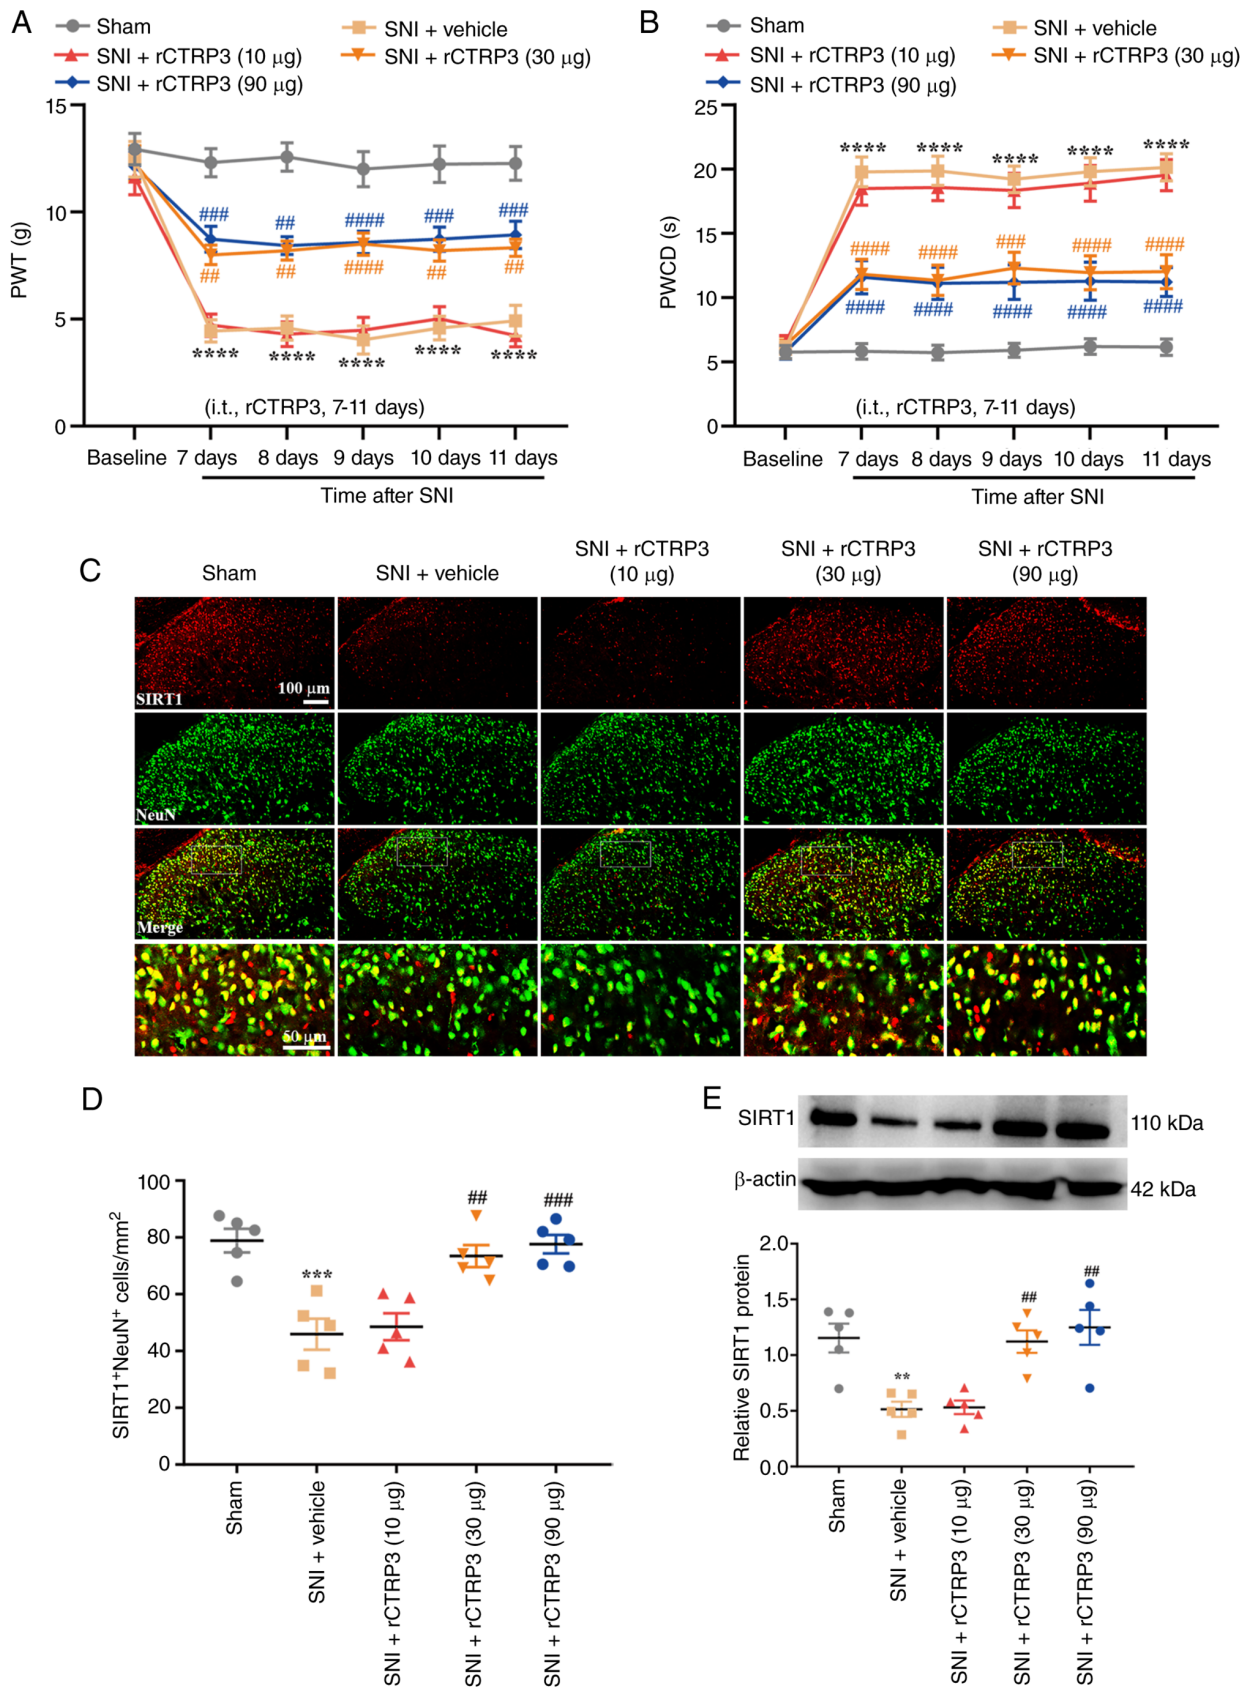 A
Sham
SNI + vehicle
SNI + rCTRP3 (10 μg)
SNI + rCTRP3 (30 μg)
SNI + rCTRP3 (90 μg)
15
10
5
0
PWT (g)
###
##
####
###
###
##
##
####
##
##
****
****
****
****
****
(i.t., rCTRP3, 7-11 days)
Baseline 7 days 8 days 9 days 10 days 11 days
Time after SNI
B
Sham
SNI + vehicle
SNI + rCTRP3 (10 μg)
SNI + rCTRP3 (30 μg)
SNI + rCTRP3 (90 μg)
25
20
15
10
5
0
PWCD (s)
****
****
****
****
****
####
####
###
####
####
####
####
####
####
####
(i.t., rCTRP3, 7-11 days)
Baseline 7 days 8 days 9 days 10 days 11 days
Time after SNI
C
Sham
SNI + vehicle
SNI + rCTRP3
(10 μg)
SNI + rCTRP3
(30 μg)
SNI + rCTRP3
(90 μg)
100 μm
SIRT1
NeuN
Merge
50 μm
D
100
80
60
40
20
0
SIRT1⁺NeuN⁺ cells/mm²
***
##
###
Sham
SNI + vehicle
SNI + rCTRP3 (10 μg)
SNI + rCTRP3 (30 μg)
SNI + rCTRP3 (90 μg)
E
SIRT1
110 kDa
β-actin
42 kDa
2.0
1.5
1.0
0.5
0.0
Relative SIRT1 protein
**
##
##
Sham
SNI + vehicle
SNI + rCTRP3 (10 μg)
SNI + rCTRP3 (30 μg)
SNI + rCTRP3 (90 μg)